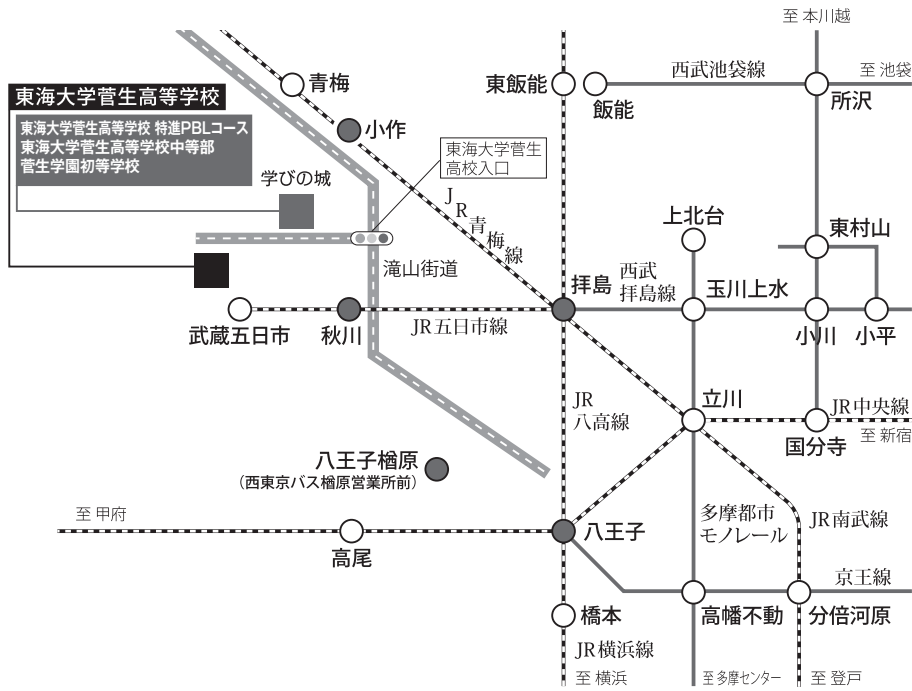 至 本川越
東海大学菅生高等学校
東海大学菅生高等学校 特進PBLコース
東海大学菅生高等学校中等部
菅生学園初等学校
学びの城
青梅
小作
東海大学菅生
高校入口
JR青梅線
東飯能
飯能
西武池袋線
至 池袋
所沢
滝山街道
武蔵五日市
秋川
JR五日市線
拝島
西武
拝島線
上北台
玉川上水
東村山
小川
小平
JR
八高線
立川
JR中央線
至 新宿
国分寺
八王子楢原
(西東京バス楢原営業所前)
至 甲府
高尾
八王子
多摩都市
モノレール
JR南武線
京王線
高幡不動
分倍河原
橋本
JR横浜線
至 横浜
至 多摩センター
至 登戸